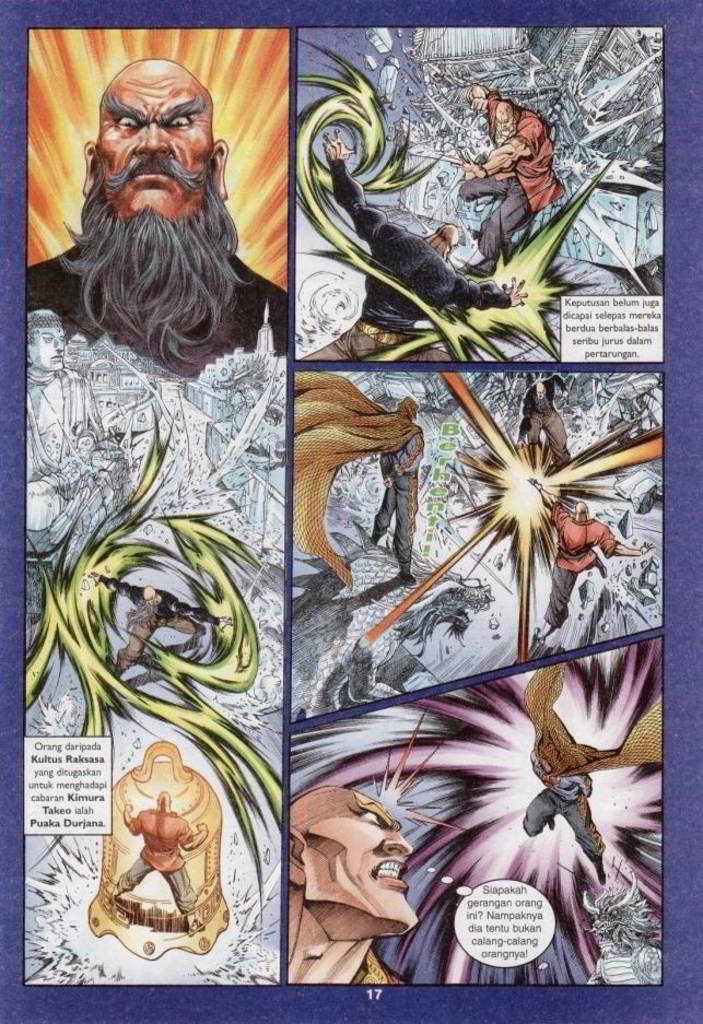 Orang daripada
Kultus Raksasa
yang ditugaskan
untuk menghadapi
cabaran Kimura
Takeo ialah
Puaka Durjana.
Keputusan belum juga
dicapai selepas mereka
berdua berbalas-balas
seribu jurus dalam
pertarungan.
Berhenti!
Siapakah
gerangan orang
ini? Nampaknya
dia tentu bukan
calang-calang
orangnya!
17